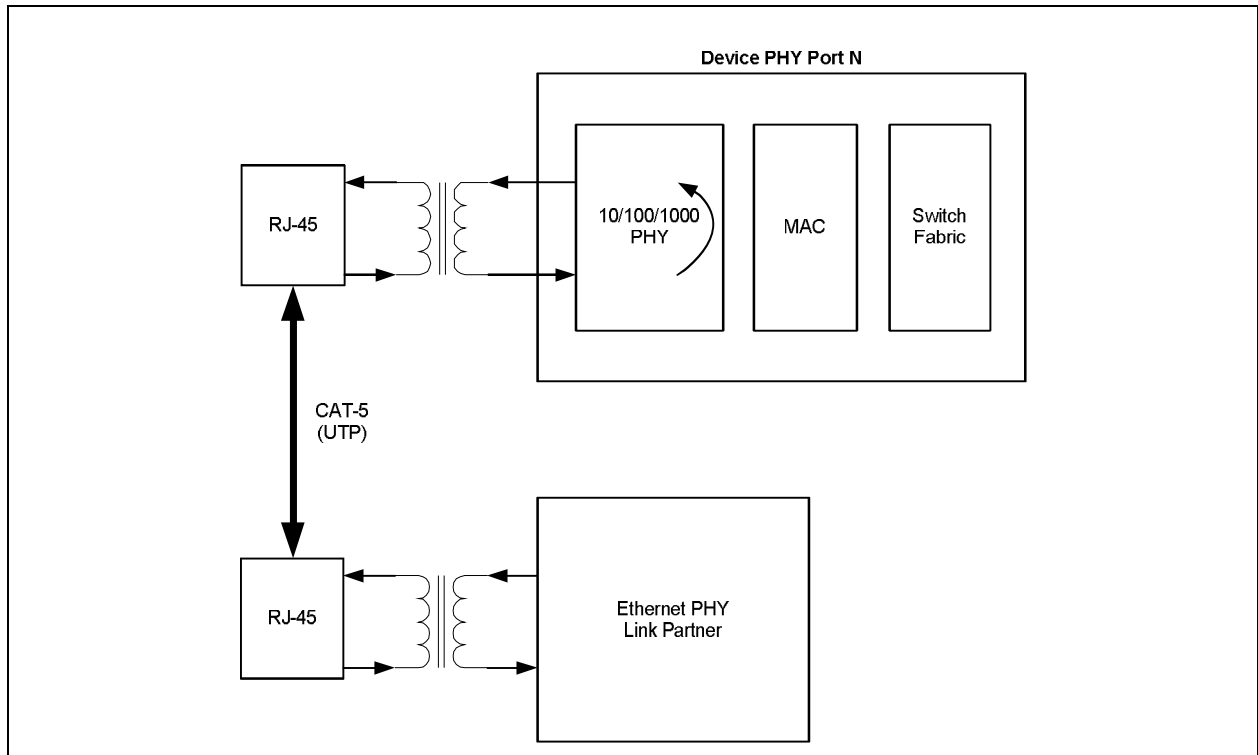 Device PHY Port N
RJ-45
10/100/1000
PHY
MAC
Switch
Fabric
CAT-5
(UTP)
RJ-45
Ethernet PHY
Link Partner